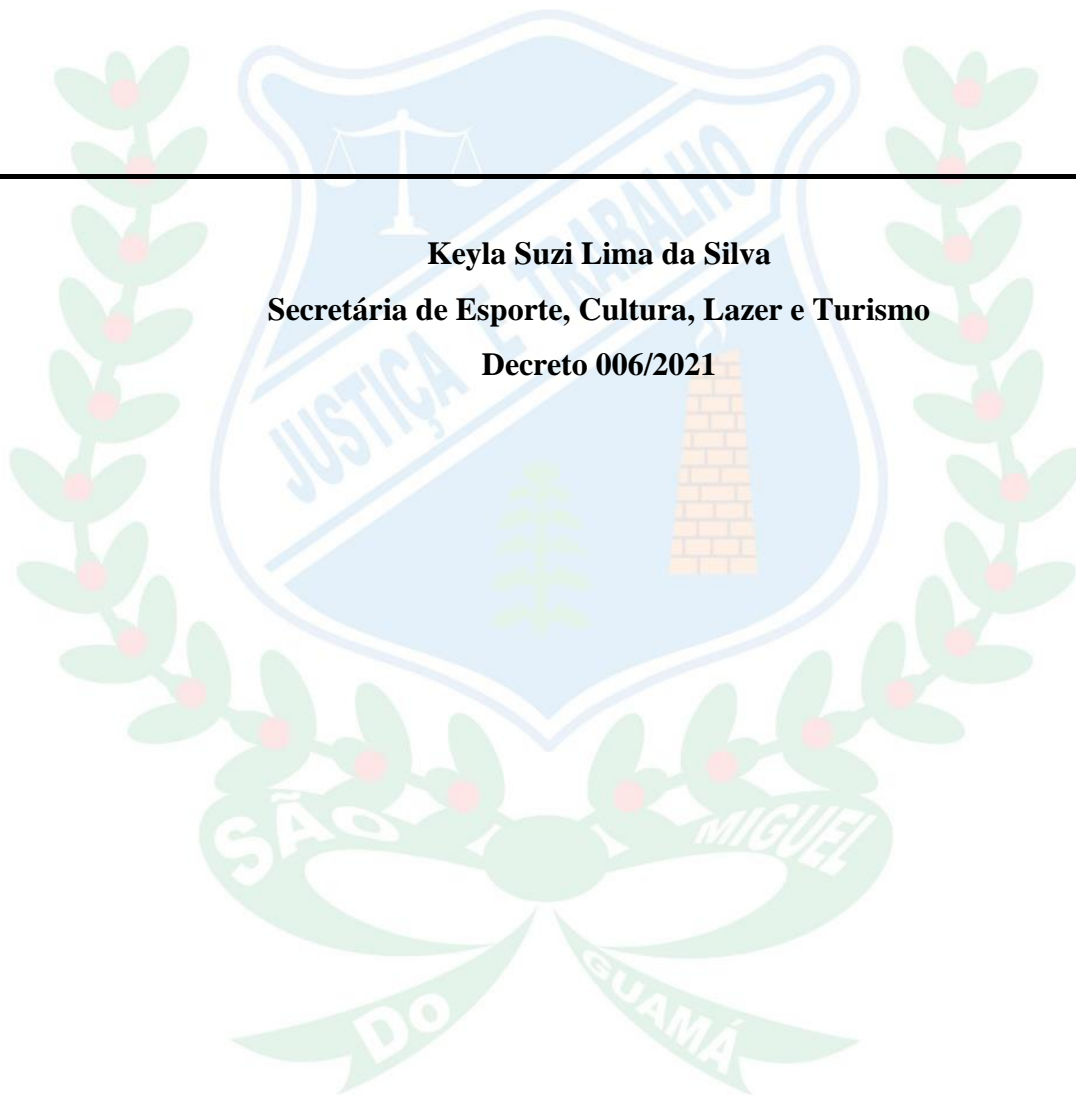 Keyla Suzi Lima da Silva
Secretária de Esporte, Cultura, Lazer e Turismo
Decreto 006/2021
JUSTIÇA E TRABALHO
SÃO MIGUEL
DO GUAMÁ